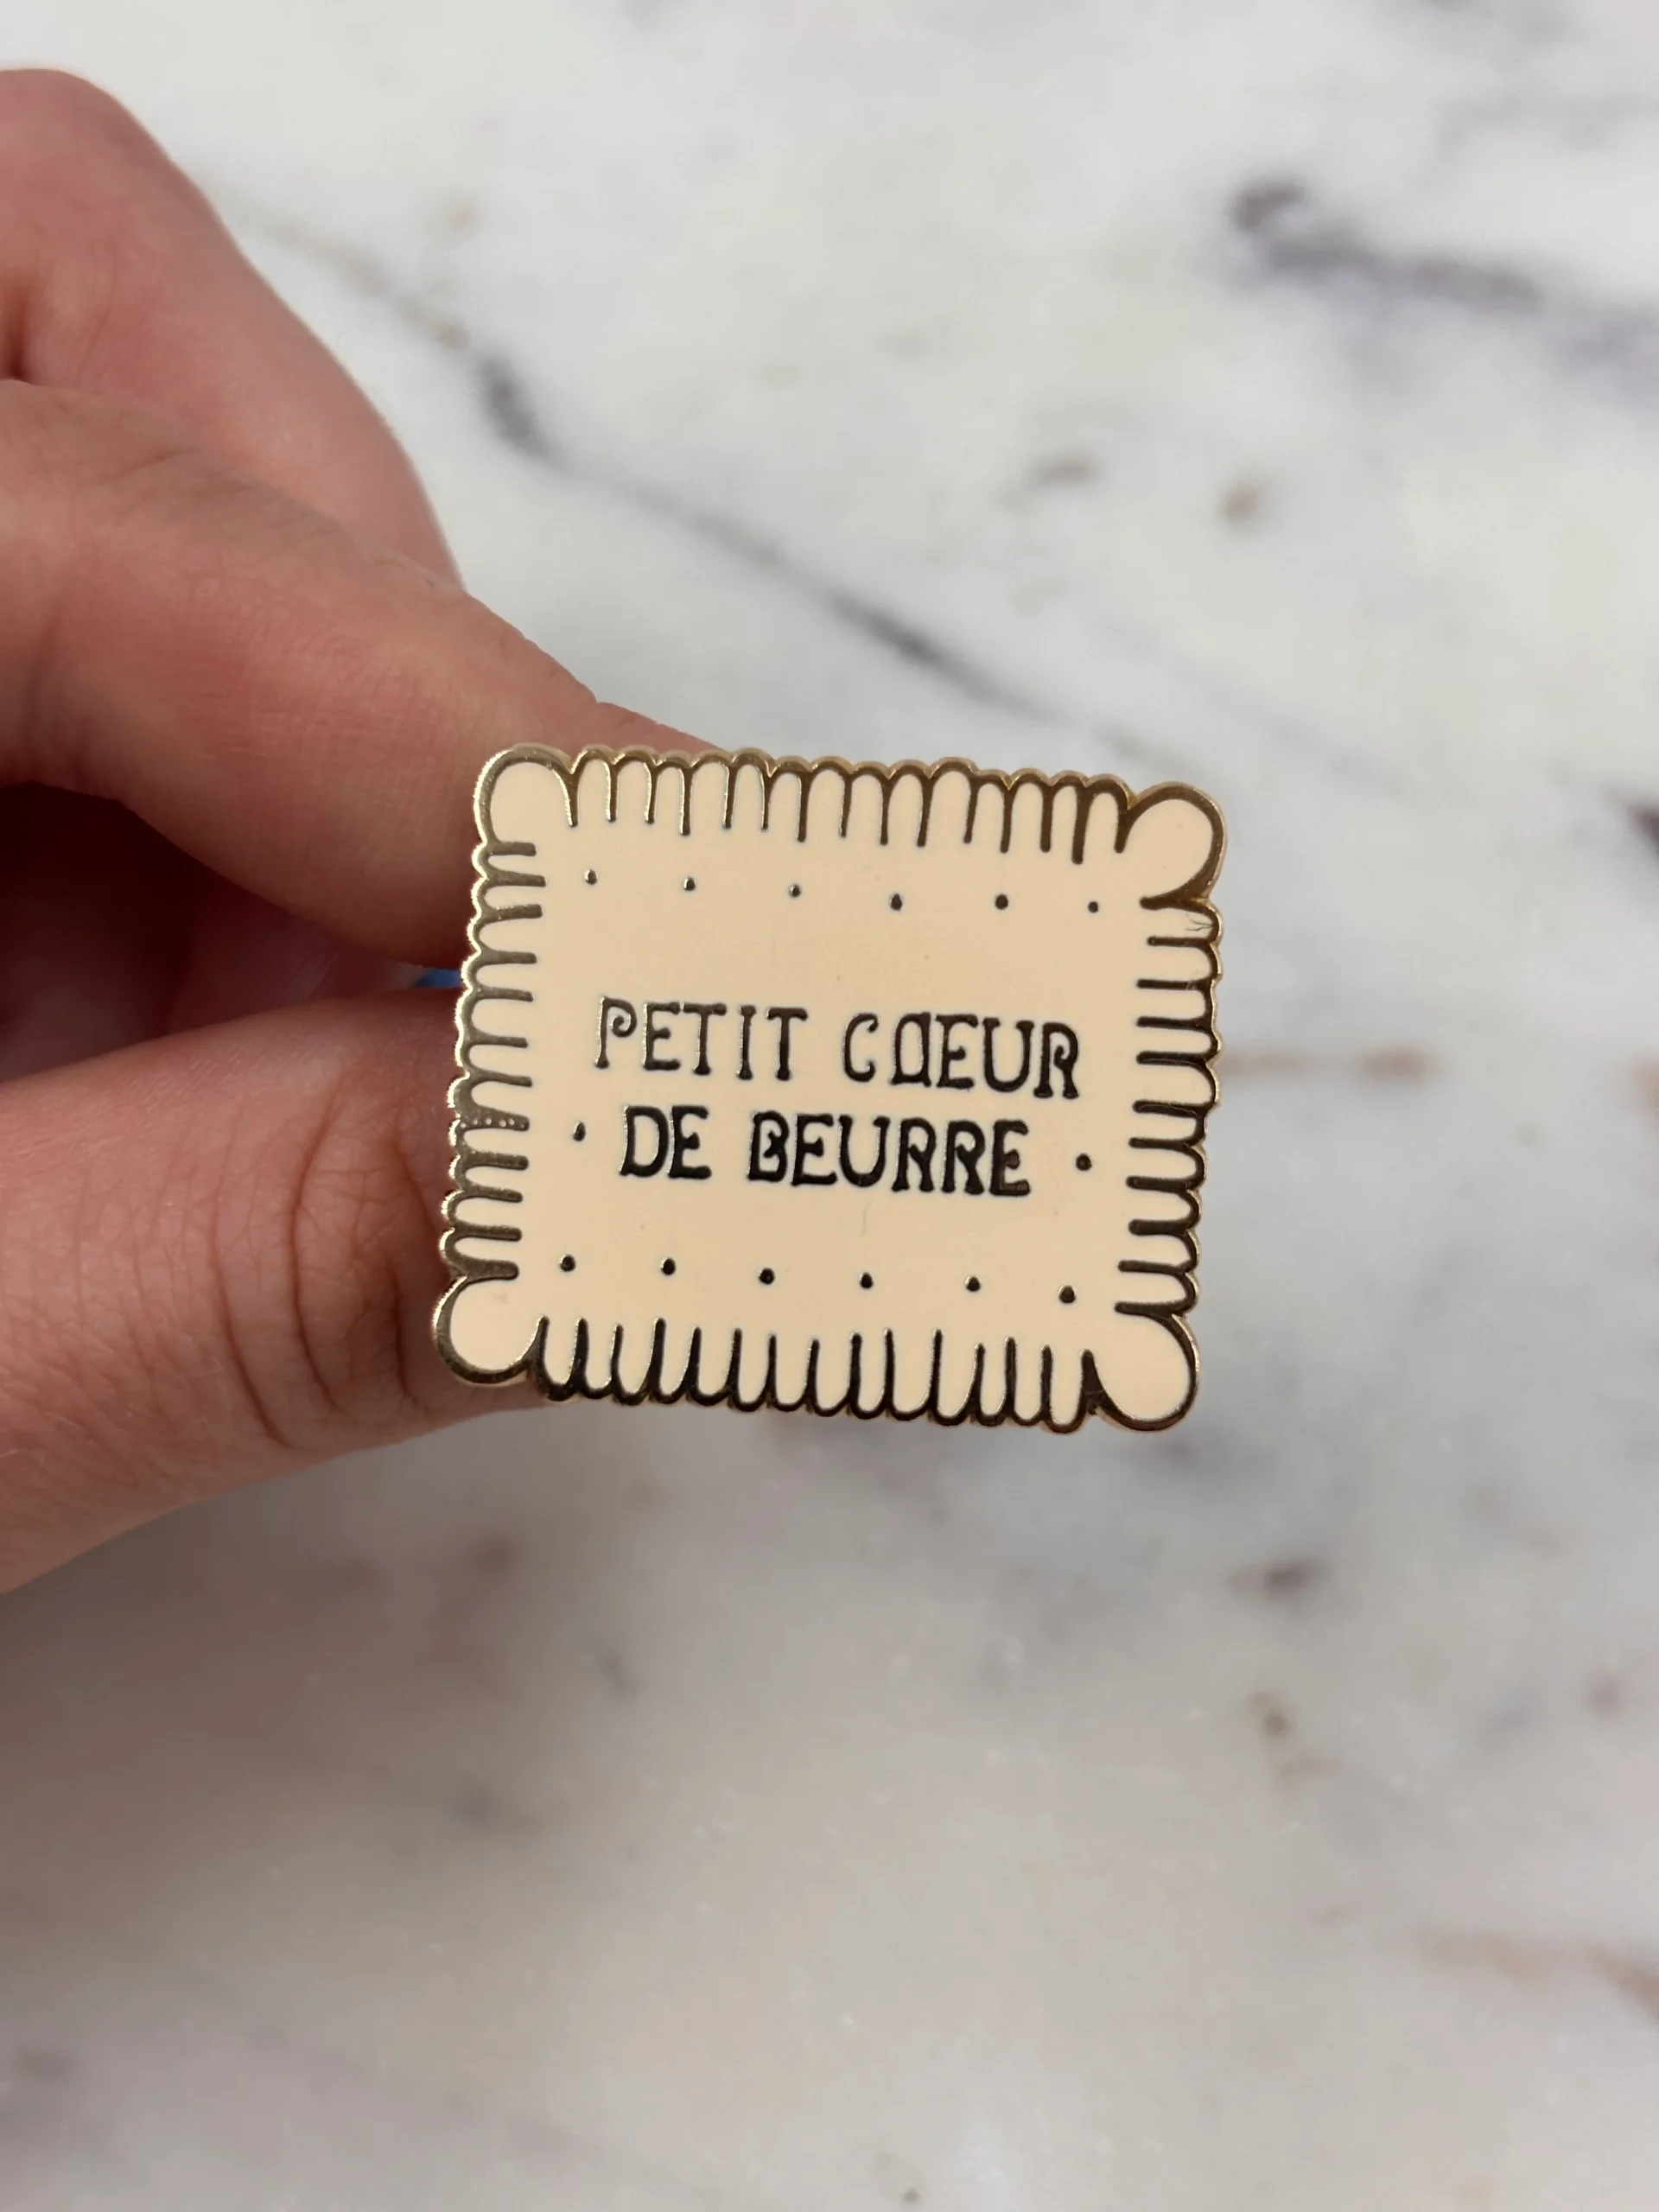 PETIT CŒUR
· DE BEURRE ·